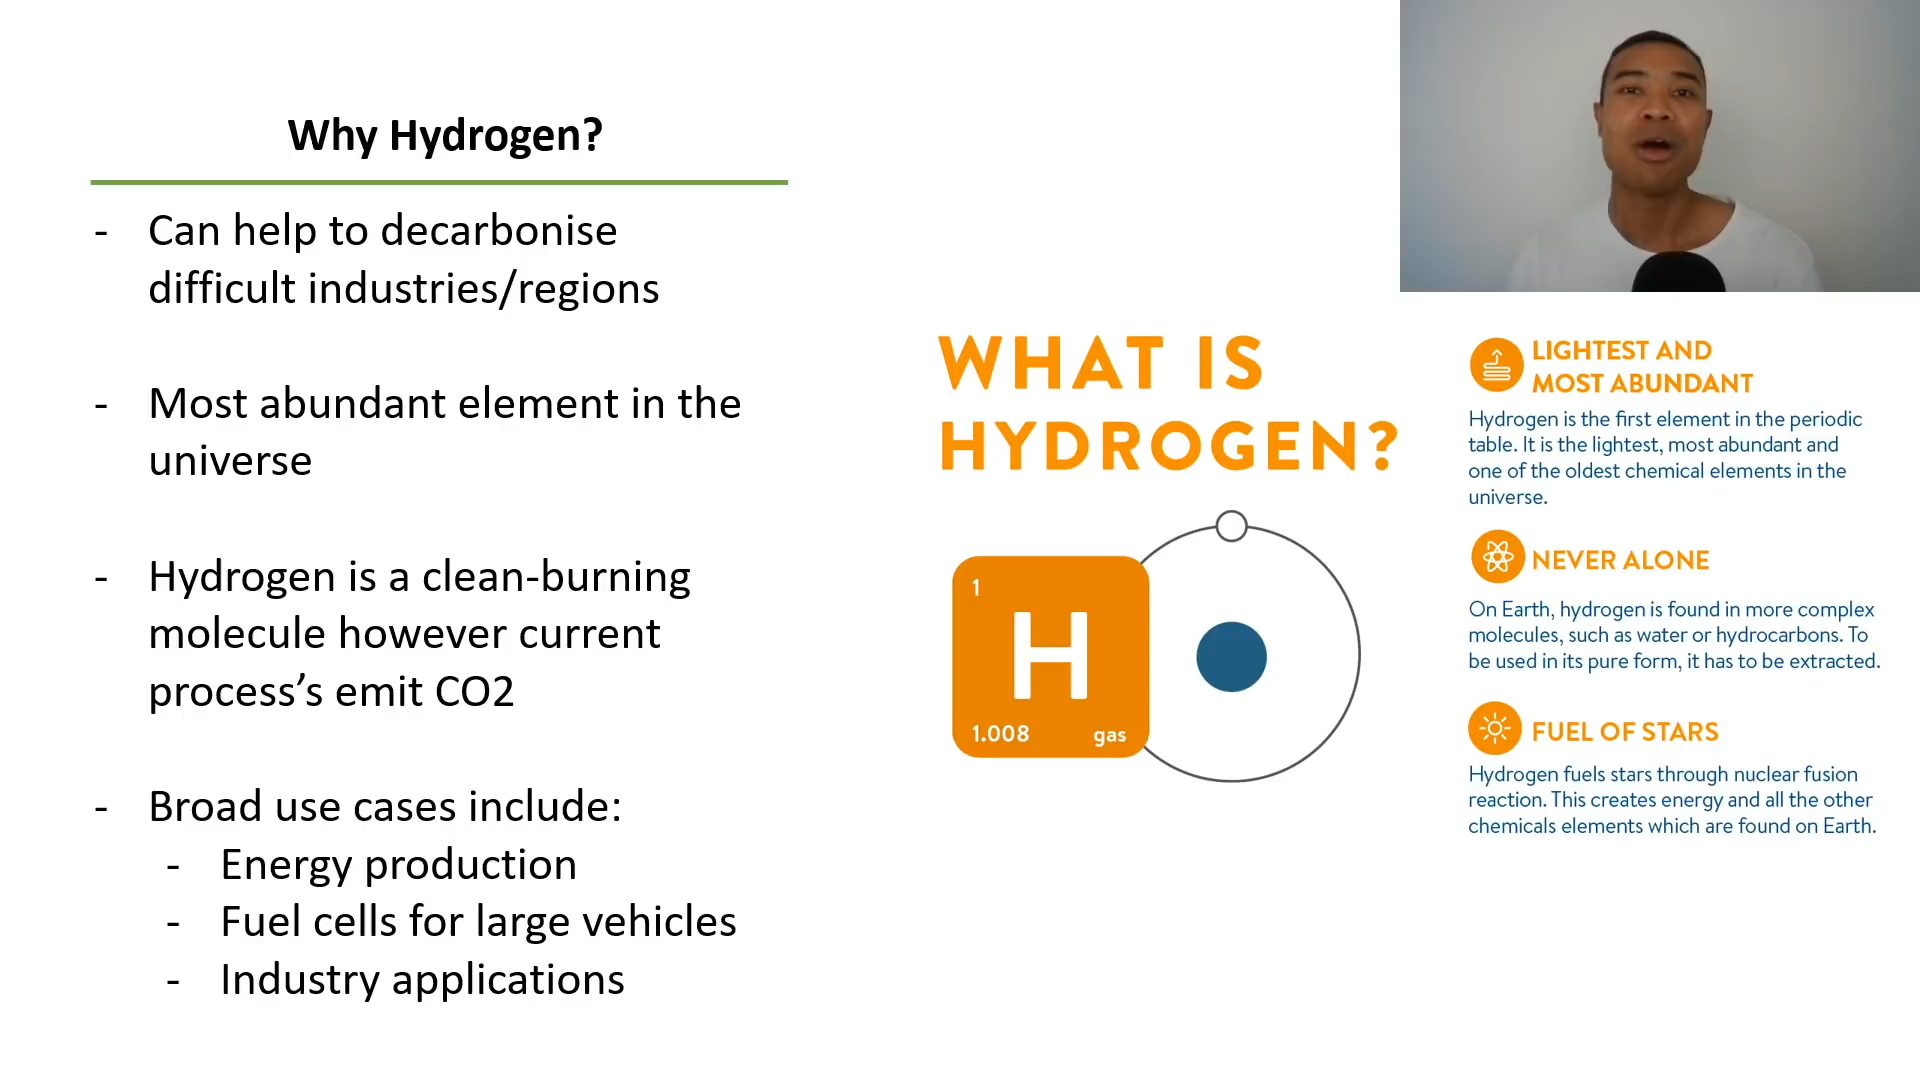 Why Hydrogen?
- Can help to decarbonise
difficult industries/regions
- Most abundant element in the
universe
- Hydrogen is a clean-burning
molecule however current
process’s emit CO2
- Broad use cases include:
- Energy production
- Fuel cells for large vehicles
- Industry applications
WHAT IS
HYDROGEN?
1
H
1.008 gas
LIGHTEST AND
MOST ABUNDANT
Hydrogen is the first element in the periodic
table. It is the lightest, most abundant and
one of the oldest chemical elements in the
universe.
NEVER ALONE
On Earth, hydrogen is found in more complex
molecules, such as water or hydrocarbons. To
be used in its pure form, it has to be extracted.
FUEL OF STARS
Hydrogen fuels stars through nuclear fusion
reaction. This creates energy and all the other
chemicals elements which are found on Earth.